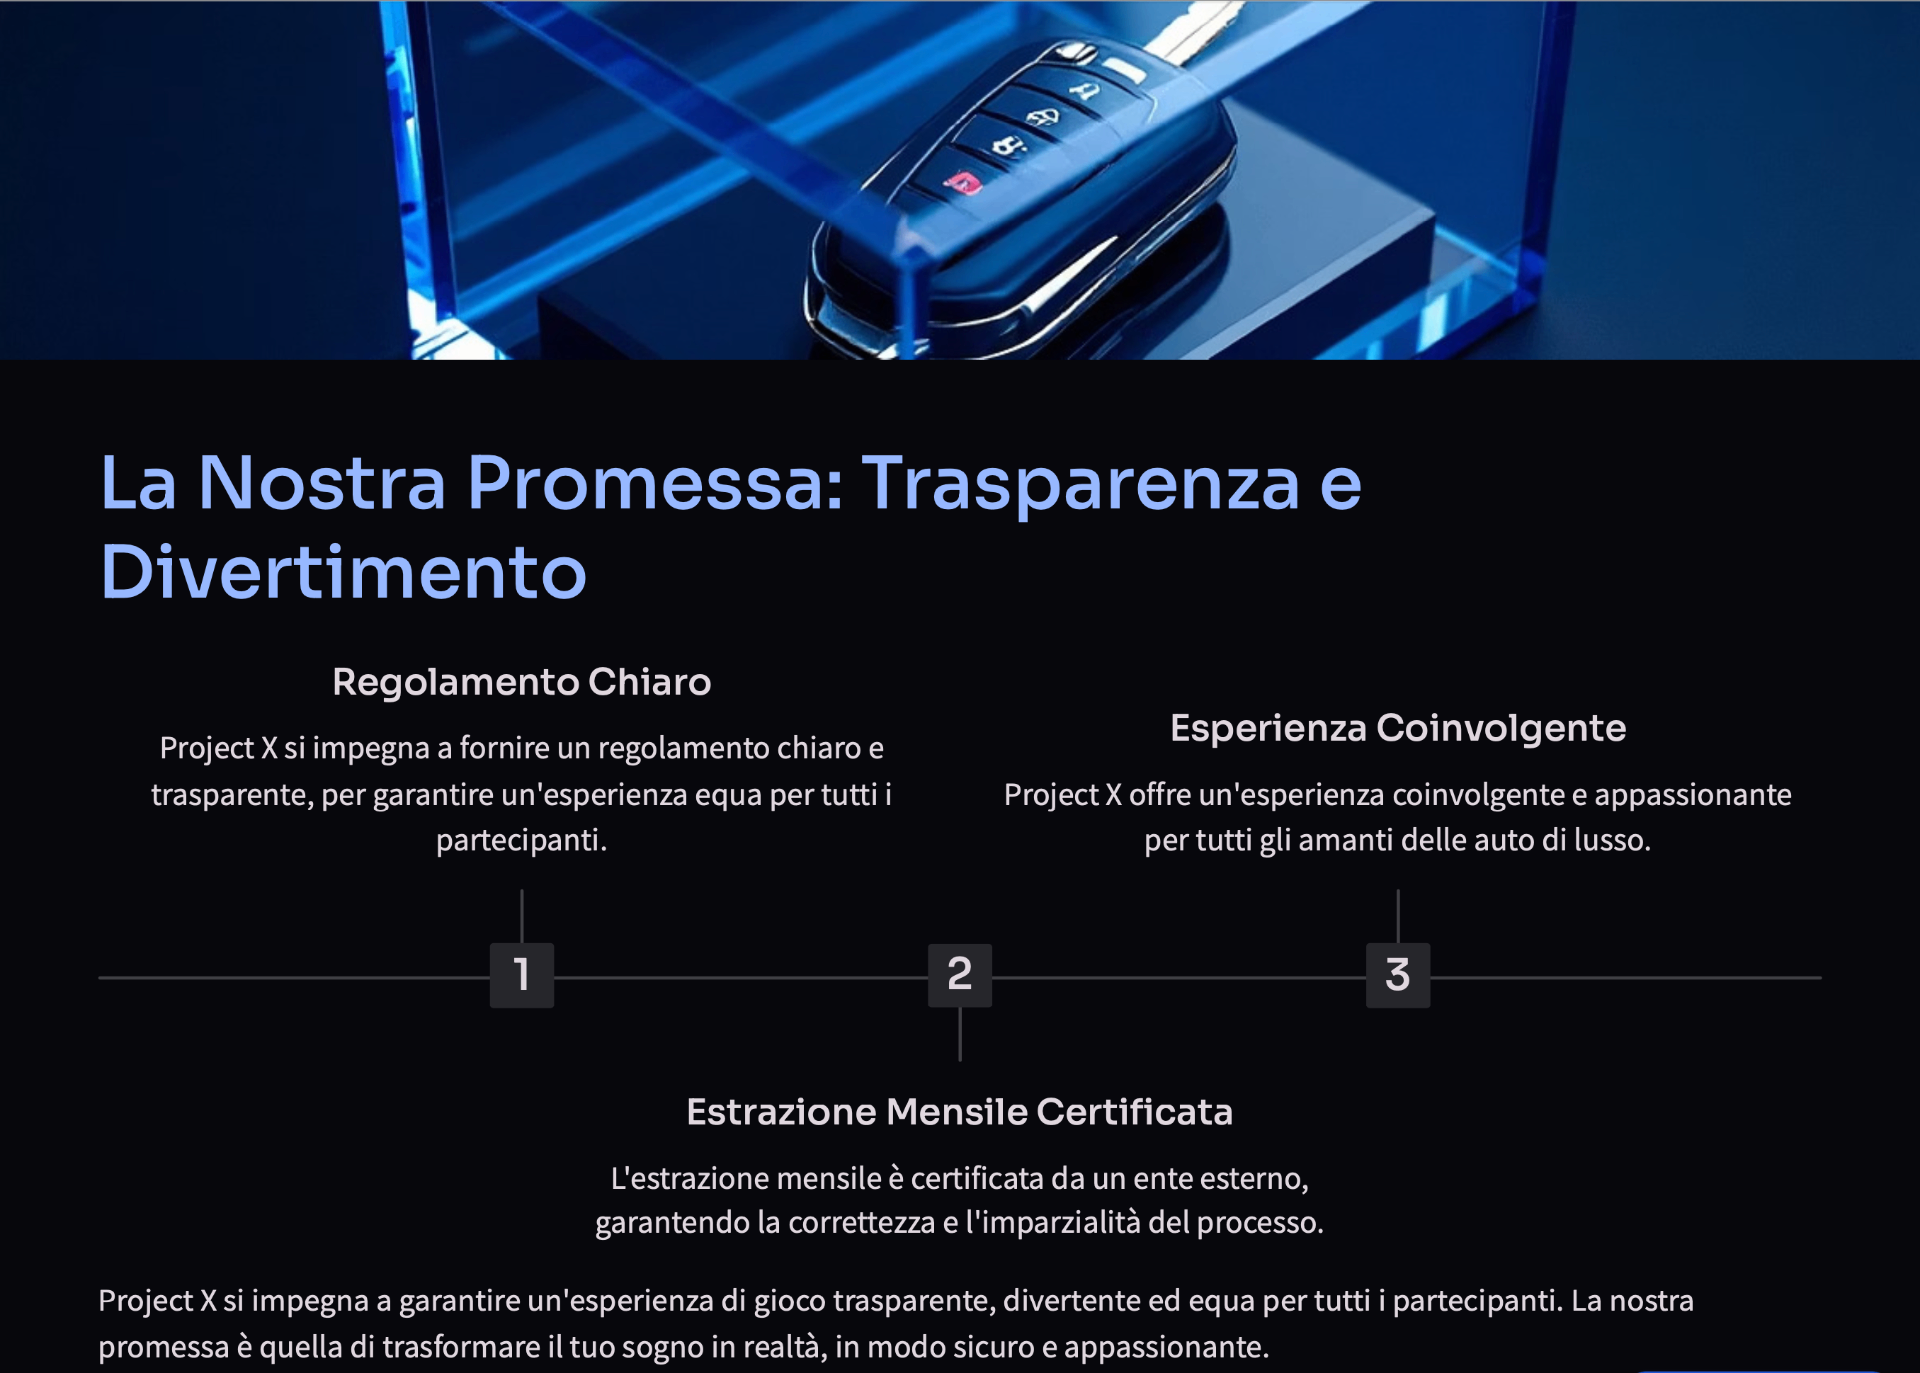 La Nostra Promessa: Trasparenza e
Divertimento
Regolamento Chiaro
Project X si impegna a fornire un regolamento chiaro e
trasparente, per garantire un'esperienza equa per tutti i
partecipanti.
Esperienza Coinvolgente
Project X offre un'esperienza coinvolgente e appassionante
per tutti gli amanti delle auto di lusso.
1
2
3
Estrazione Mensile Certificata
L'estrazione mensile è certificata da un ente esterno,
garantendo la correttezza e l'imparzialità del processo.
Project X si impegna a garantire un'esperienza di gioco trasparente, divertente ed equa per tutti i partecipanti. La nostra
promessa è quella di trasformare il tuo sogno in realtà, in modo sicuro e appassionante.